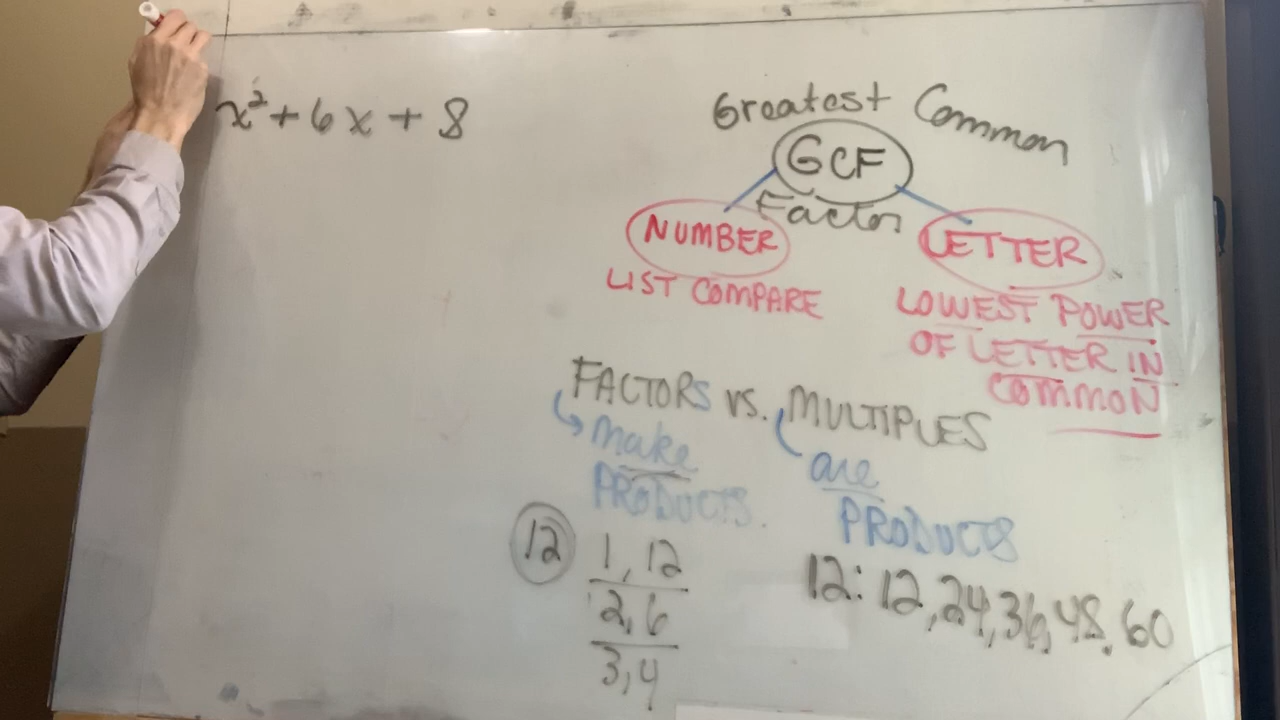 x² + 6x + 8
Greatest Common
GCF
Factor
NUMBER
LIST COMPARE
LETTER
LOWEST POWER
OF LETTER IN
COMMON
FACTORS vs. MULTIPLES
make
PRODUCTS.
are
PRODUCTS
12
1, 12
2, 6
3, 4
12: 12, 24, 36, 48, 60